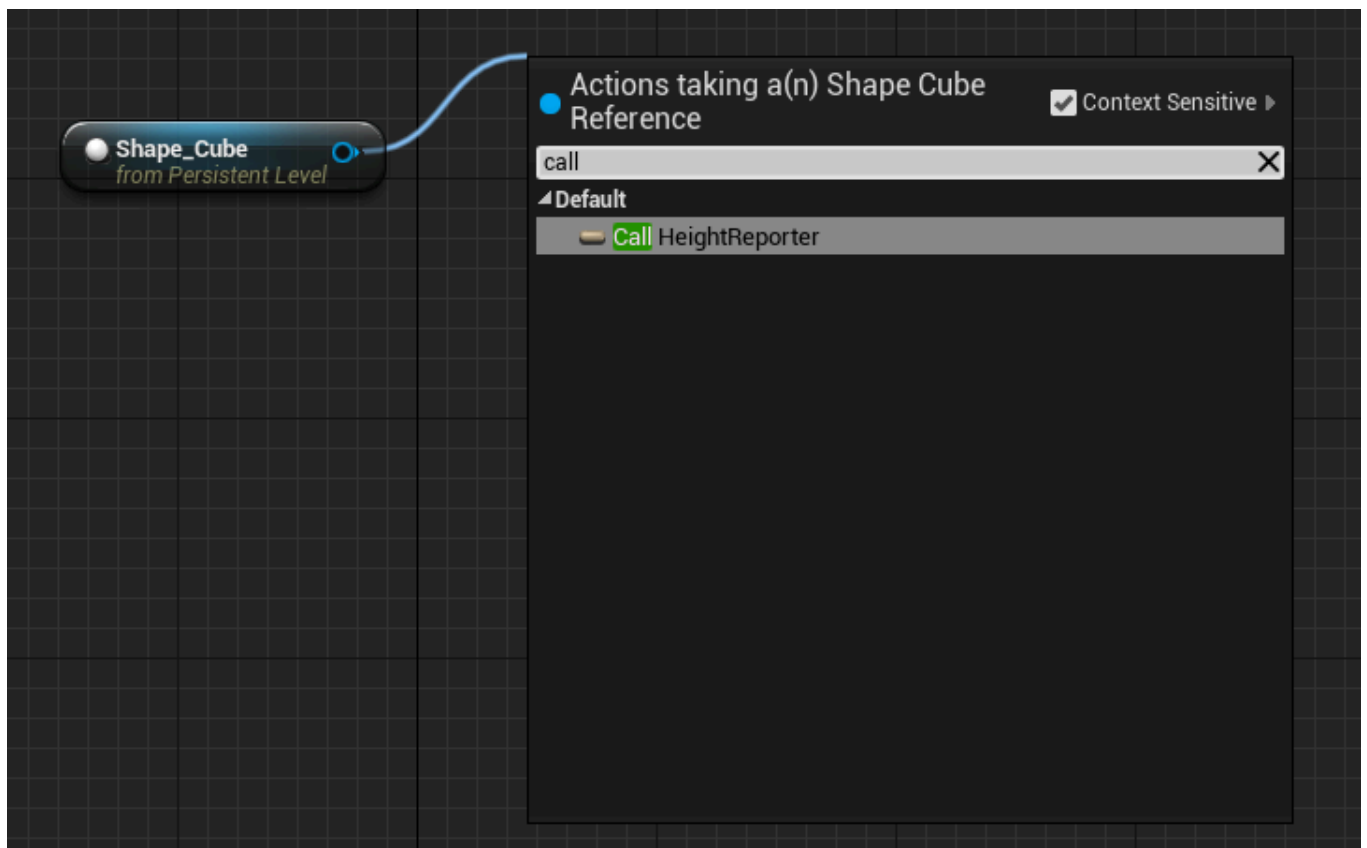 Shape_Cube
from Persistent Level
Actions taking a(n) Shape Cube
Reference
Context Sensitive
call
Default
Call HeightReporter